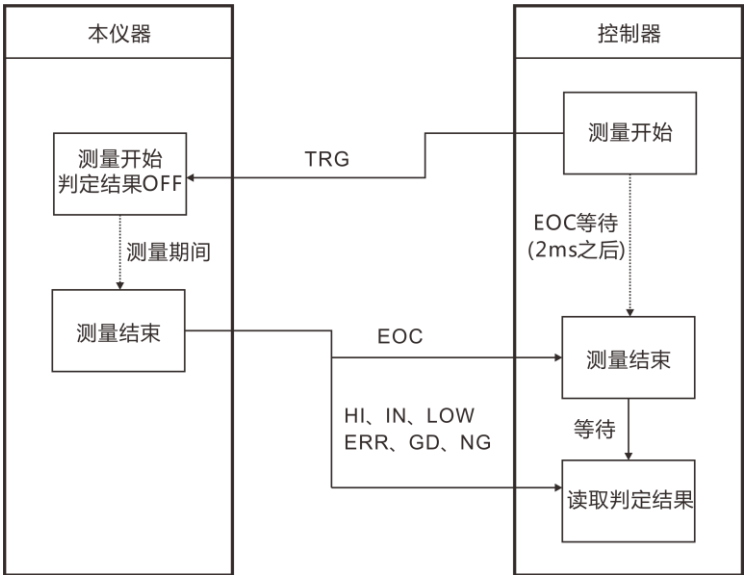 本仪器
控制器
测量开始
TRG
测量开始
判定结果OFF
EOC等待
(2ms之后)
测量期间
测量结束
EOC
测量结束
HI、IN、LOW
ERR、GD、NG
等待
读取判定结果